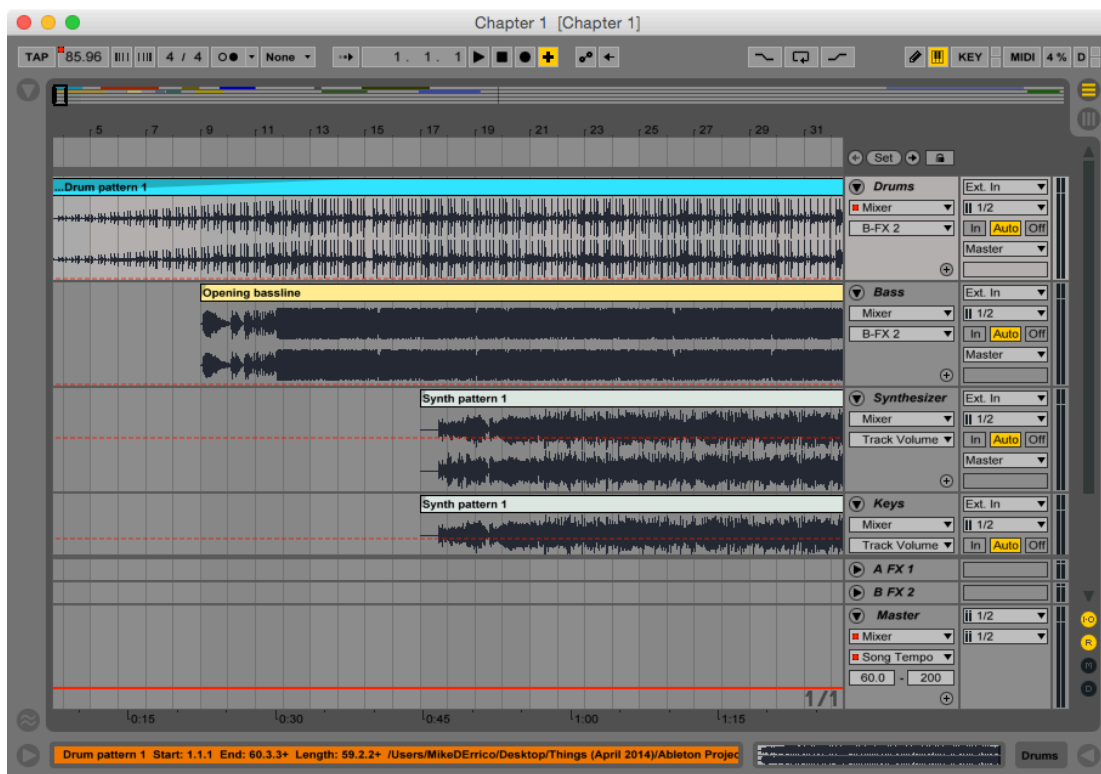 Chapter 1 [Chapter 1]
TAP 85.96 4 / 4 None 1. 1. 1 KEY MIDI 4 % D
5 7 9 11 13 15 17 19 21 23 25 27 29 31
Set
...Drum pattern 1
Drums Ext. In
Mixer 1/2
B-FX 2 In Auto Off
Master
Opening bassline
Bass Ext. In
Mixer 1/2
B-FX 2 In Auto Off
Master
Synth pattern 1
Synthesizer Ext. In
Mixer 1/2
Track Volume In Auto Off
Master
Synth pattern 1
Keys Ext. In
Mixer 1/2
Track Volume In Auto Off
A FX 1
B FX 2
Master 1/2
Mixer 1/2
Song Tempo
60.0 - 200
1/1
I·O
R
M
D
0:15 0:30 0:45 1:00 1:15
Drum pattern 1 Start: 1.1.1 End: 60.3.3+ Length: 59.2.2+ /Users/MikeDErrico/Desktop/Things (April 2014)/Ableton Projec
Drums